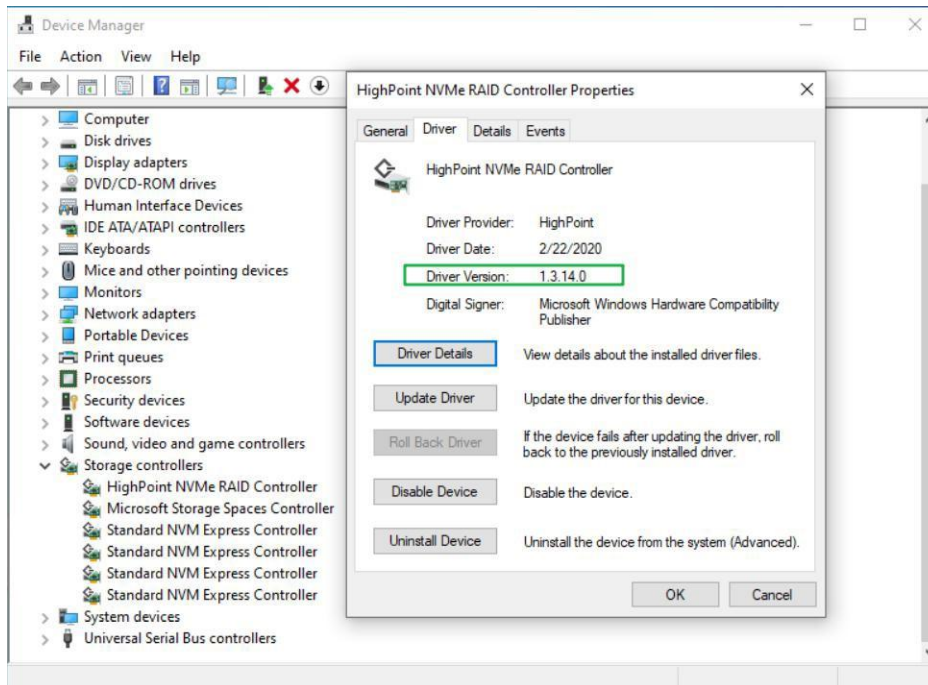 Device Manager
File Action View Help
Computer
Disk drives
Display adapters
DVD/CD-ROM drives
Human Interface Devices
IDE ATA/ATAPI controllers
Keyboards
Mice and other pointing devices
Monitors
Network adapters
Portable Devices
Print queues
Processors
Security devices
Software devices
Sound, video and game controllers
Storage controllers
HighPoint NVMe RAID Controller
Microsoft Storage Spaces Controller
Standard NVM Express Controller
Standard NVM Express Controller
Standard NVM Express Controller
Standard NVM Express Controller
System devices
Universal Serial Bus controllers
HighPoint NVMe RAID Controller Properties
General Driver Details Events
HighPoint NVMe RAID Controller
Driver Provider: HighPoint
Driver Date: 2/22/2020
Driver Version: 1.3.14.0
Digital Signer: Microsoft Windows Hardware Compatibility
Publisher
Driver Details View details about the installed driver files.
Update Driver Update the driver for this device.
Roll Back Driver If the device fails after updating the driver, roll
back to the previously installed driver.
Disable Device Disable the device.
Uninstall Device Uninstall the device from the system (Advanced).
OK Cancel